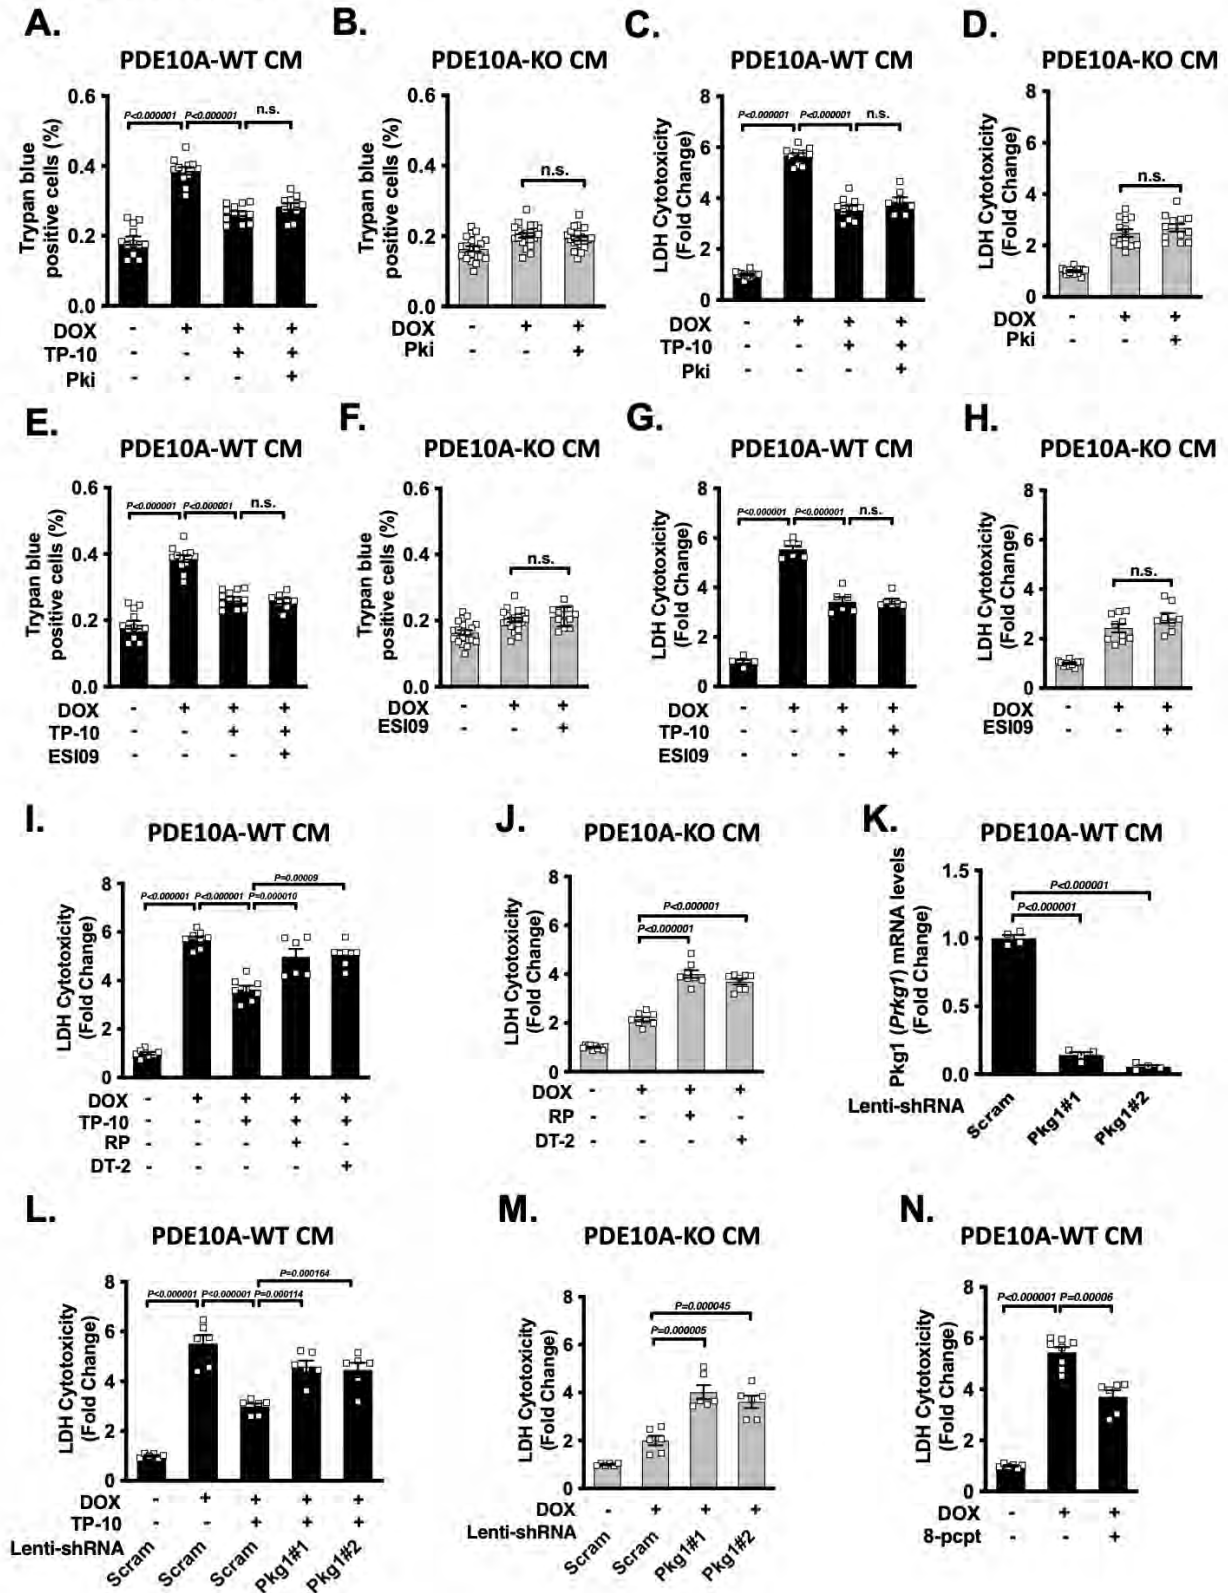 A.
PDE10A-WT CM
Trypan blue
positive cells (%)
0.6
0.4
0.2
0.0
P<0.000001 P<0.000001 n.s.
DOX - + + +
TP-10 - - + +
Pki - - - +
B.
PDE10A-KO CM
Trypan blue
positive cells (%)
0.6
0.4
0.2
0.0
n.s.
DOX - + +
Pki - - +
C.
PDE10A-WT CM
LDH Cytotoxicity
(Fold Change)
8
6
4
2
0
P<0.000001 P<0.000001 n.s.
DOX - + + +
TP-10 - - + +
Pki - - - +
D.
PDE10A-KO CM
LDH Cytotoxicity
(Fold Change)
8
6
4
2
0
n.s.
DOX - + +
Pki - - +
E.
PDE10A-WT CM
Trypan blue
positive cells (%)
0.6
0.4
0.2
0.0
P<0.000001 P<0.000001 n.s.
DOX - + + +
TP-10 - - + +
ESI09 - - - +
F.
PDE10A-KO CM
Trypan blue
positive cells (%)
0.6
0.4
0.2
0.0
n.s.
DOX - + +
ESI09 - - +
G.
PDE10A-WT CM
LDH Cytotoxicity
(Fold Change)
8
6
4
2
0
P<0.000001 P<0.000001 n.s.
DOX - + + +
TP-10 - - + +
ESI09 - - - +
H.
PDE10A-KO CM
LDH Cytotoxicity
(Fold Change)
8
6
4
2
0
n.s.
DOX - + +
ESI09 - - +
I.
PDE10A-WT CM
LDH Cytotoxicity
(Fold Change)
8
6
4
2
0
P=0.00009
P<0.000001 P<0.000001 P=0.000010
DOX - + + + +
TP-10 - - + + +
RP - - - + -
DT-2 - - - - +
J.
PDE10A-KO CM
LDH Cytotoxicity
(Fold Change)
8
6
4
2
0
P<0.000001
P<0.000001
DOX - + + +
RP - - + -
DT-2 - - - +
K.
PDE10A-WT CM
Pkg1 (Prkg1) mRNA levels
(Fold Change)
1.5
1.0
0.5
0.0
P<0.000001
P<0.000001
Lenti-shRNA Scram Pkg1#1 Pkg1#2
L.
PDE10A-WT CM
LDH Cytotoxicity
(Fold Change)
8
6
4
2
0
P=0.000164
P<0.000001 P<0.000001 P=0.000114
DOX - + + + +
TP-10 - - + + +
Lenti-shRNA Scram Scram Scram Pkg1#1 Pkg1#2
M.
PDE10A-KO CM
LDH Cytotoxicity
(Fold Change)
8
6
4
2
0
P=0.000045
P=0.000005
DOX - + + +
Lenti-shRNA Scram Scram Pkg1#1 Pkg1#2
N.
PDE10A-WT CM
LDH Cytotoxicity
(Fold Change)
8
6
4
2
0
P<0.000001 P=0.00006
DOX - + +
8-pcpt - - +